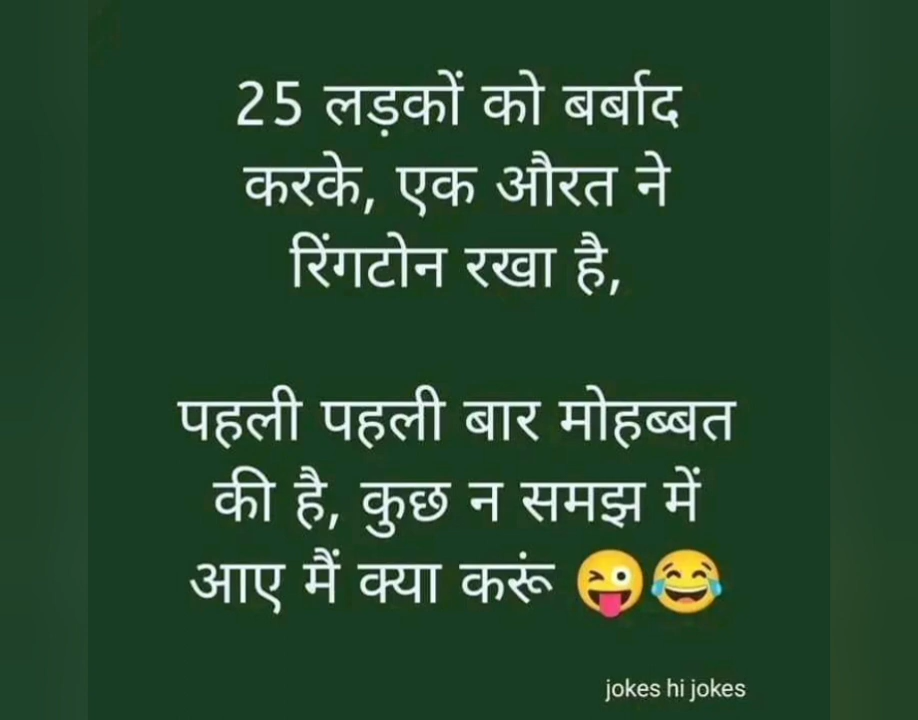 25 लड़कों को बर्बाद
करके, एक औरत ने
रिंगटोन रखा है,
पहली पहली बार मोहब्बत
की है, कुछ न समझ में
आए मैं क्या करूं 😜😂
jokes hi jokes